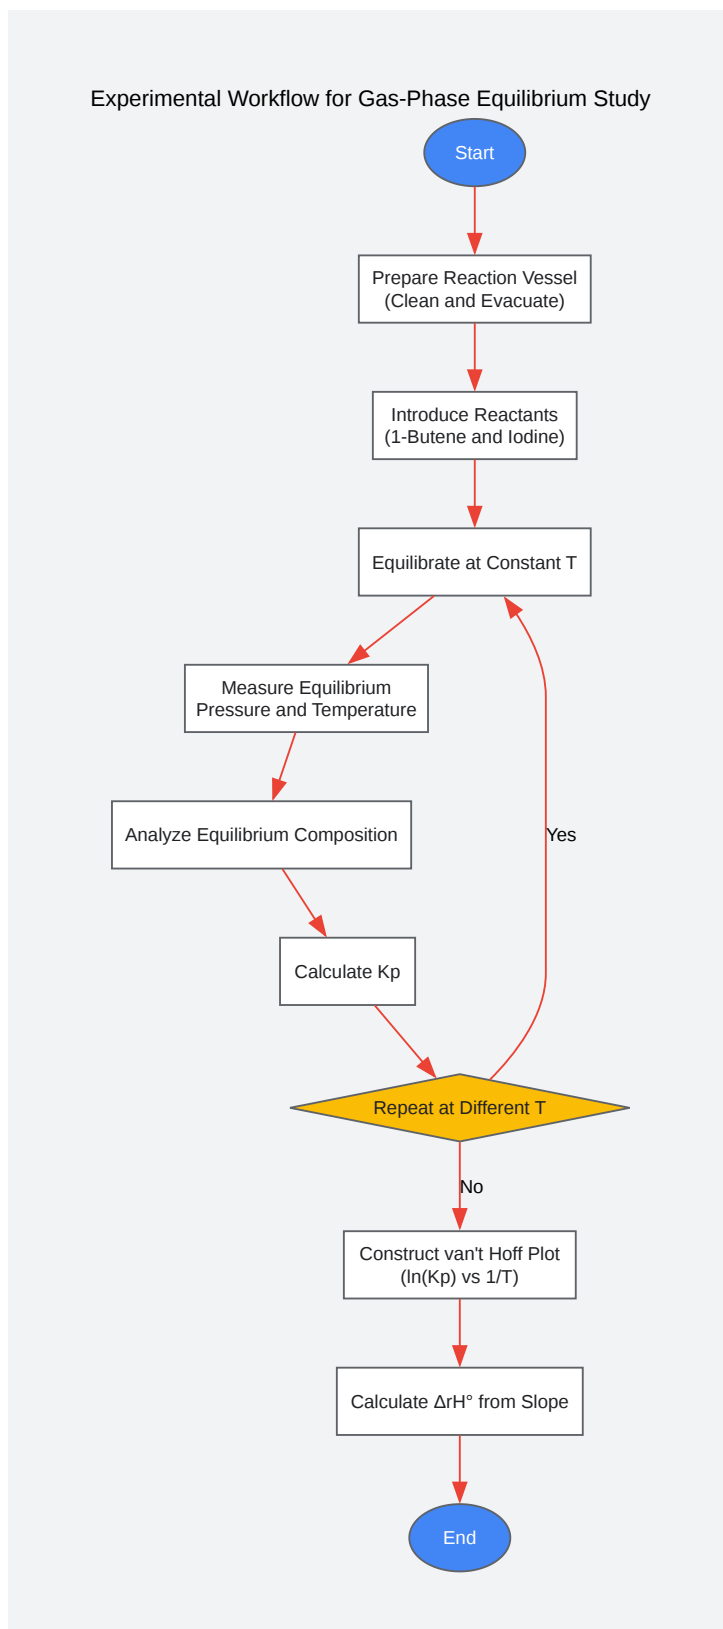 Experimental Workflow for Gas-Phase Equilibrium Study
Start
Prepare Reaction Vessel
(Clean and Evacuate)
Introduce Reactants
(1-Butene and Iodine)
Equilibrate at Constant T
Measure Equilibrium
Pressure and Temperature
Analyze Equilibrium Composition
Yes
Calculate Kp
Repeat at Different T
No
Construct van't Hoff Plot
(ln(Kp) vs 1/T)
Calculate ΔrH° from Slope
End